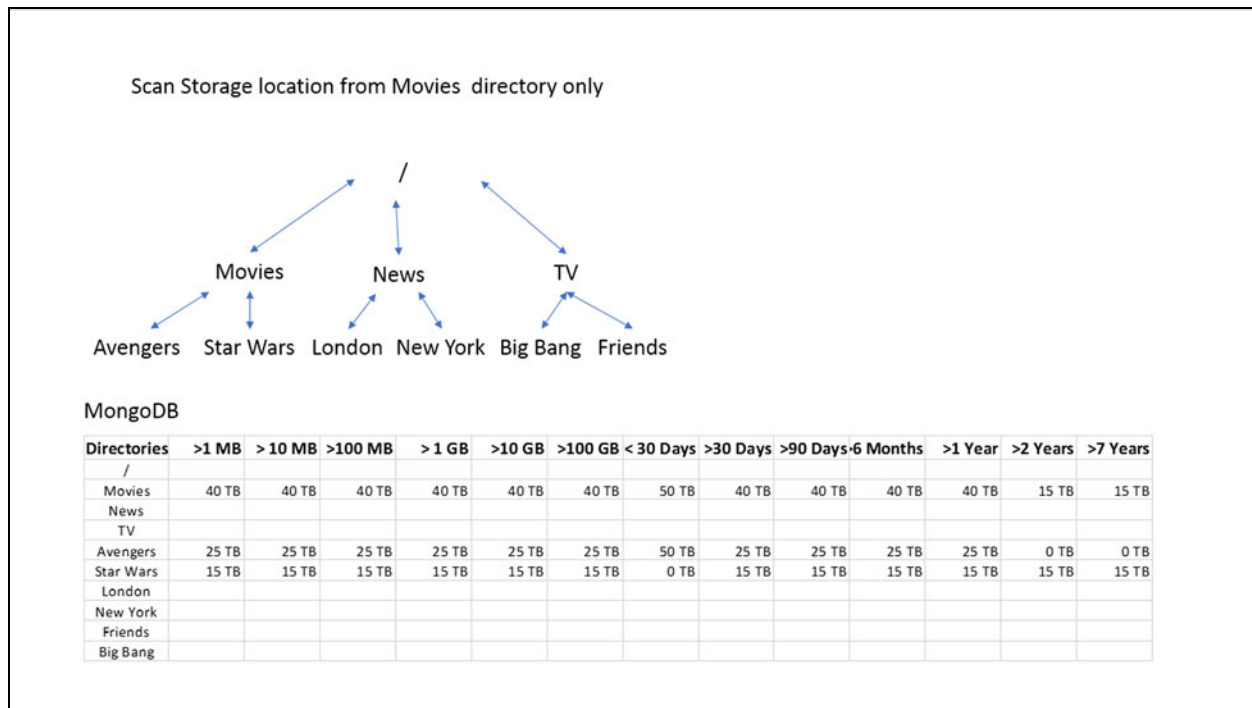 Scan Storage location from Movies directory only
/
Movies News TV
Avengers Star Wars London New York Big Bang Friends
MongoDB
Directories >1 MB > 10 MB >100 MB > 1 GB >10 GB >100 GB < 30 Days >30 Days >90 Days 6 Months >1 Year >2 Years >7 Years
/
Movies 40 TB 40 TB 40 TB 40 TB 40 TB 40 TB 50 TB 40 TB 40 TB 40 TB 40 TB 15 TB 15 TB
News
TV
Avengers 25 TB 25 TB 25 TB 25 TB 25 TB 25 TB 50 TB 25 TB 25 TB 25 TB 25 TB 0 TB 0 TB
Star Wars 15 TB 15 TB 15 TB 15 TB 15 TB 15 TB 0 TB 15 TB 15 TB 15 TB 15 TB 15 TB 15 TB
London
New York
Friends
Big Bang